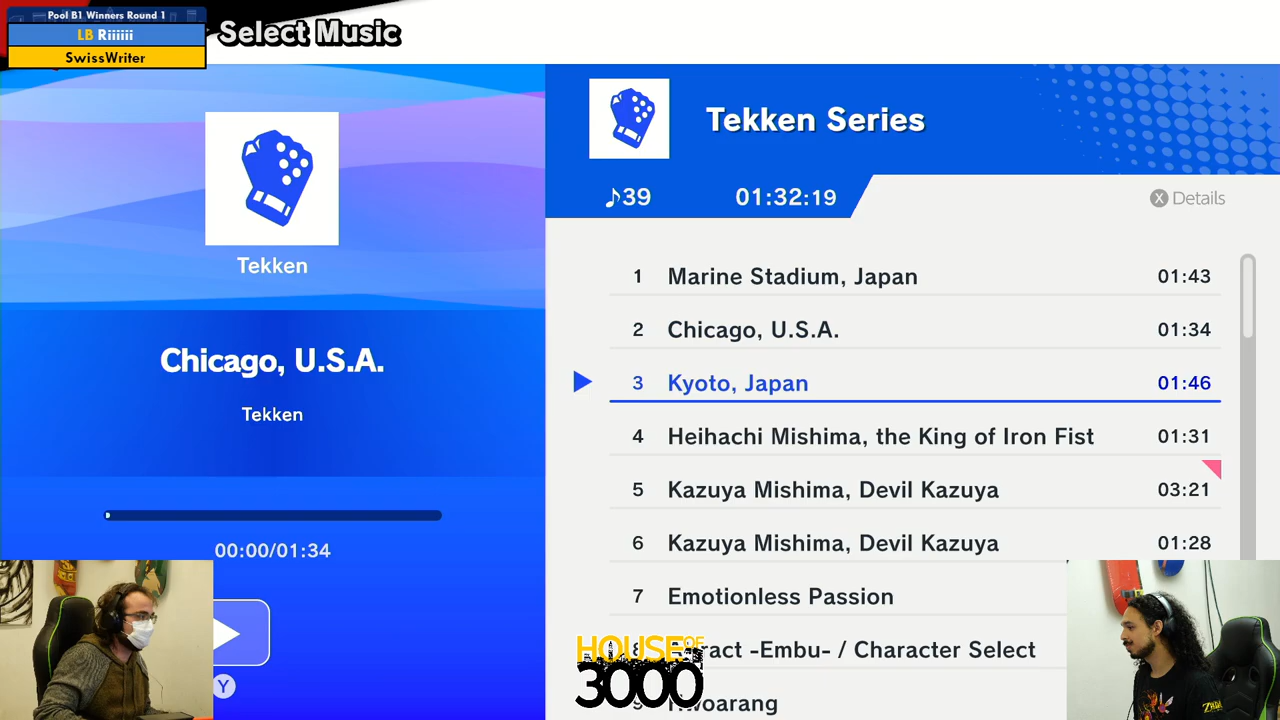 Pool B1 Winners Round 1
LB Riiiiii
SwissWriter
Select Music
Tekken
Chicago, U.S.A.
Tekken
00:00/01:34
Y
Tekken Series
♪39 01:32:19
X Details
1 Marine Stadium, Japan 01:43
2 Chicago, U.S.A. 01:34
3 Kyoto, Japan 01:46
4 Heihachi Mishima, the King of Iron Fist 01:31
5 Kazuya Mishima, Devil Kazuya 03:21
6 Kazuya Mishima, Devil Kazuya 01:28
7 Emotionless Passion
8 -Embu- / Character Select
HOUSE OF
3000